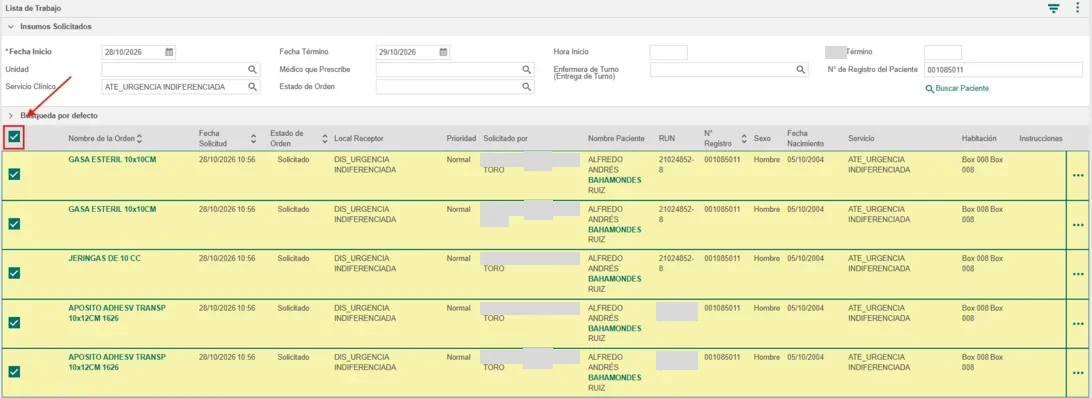 Lista de Trabajo
Insumos Solicitados
*Fecha Inicio 28/10/2026 Fecha Término 29/10/2026 Hora Inicio Término
Unidad Médico que Prescribe Enfermera de Turno (Entrega de Turno) N° de Registro del Paciente 001085011
Servicio Clínico ATE_URGENCIA INDIFERENCIADA Estado de Orden Buscar Paciente
Búsqueda por defecto
Nombre de la Orden Fecha Solicitud Estado de Orden Local Receptor Prioridad Solicitado por Nombre Paciente RUN N° Registro Sexo Fecha Nacimiento Servicio Habitación Instrucciones
GASA ESTERIL 10x10CM 28/10/2026 10:56 Solicitado DIS_URGENCIA INDIFERENCIADA Normal TORO ALFREDO ANDRÉS BAHAMONDES RUIZ 21024852-8 001085011 Hombre 05/10/2004 ATE_URGENCIA INDIFERENCIADA Box 008 Box 008
GASA ESTERIL 10x10CM 28/10/2026 10:56 Solicitado DIS_URGENCIA INDIFERENCIADA Normal ALFREDO ANDRÉS BAHAMONDES RUIZ 21024852-8 001085011 Hombre 05/10/2004 ATE_URGENCIA INDIFERENCIADA Box 008 Box 008
JERINGAS DE 10 CC 28/10/2026 10:56 Solicitado DIS_URGENCIA INDIFERENCIADA Normal TORO ALFREDO ANDRÉS BAHAMONDES RUIZ 21024852-8 001085011 Hombre 05/10/2004 ATE_URGENCIA INDIFERENCIADA Box 008 Box 008
APOSITO ADHESV TRANSP 10x12CM 1626 28/10/2026 10:56 Solicitado DIS_URGENCIA INDIFERENCIADA Normal TORO ALFREDO ANDRÉS BAHAMONDES RUIZ 001085011 Hombre 05/10/2004 ATE_URGENCIA INDIFERENCIADA Box 008 Box 008
APOSITO ADHESV TRANSP 10x12CM 1626 28/10/2026 10:56 Solicitado DIS_URGENCIA INDIFERENCIADA Normal TORO ALFREDO ANDRÉS BAHAMONDES RUIZ 001085011 Hombre 05/10/2004 ATE_URGENCIA INDIFERENCIADA Box 008 Box 008